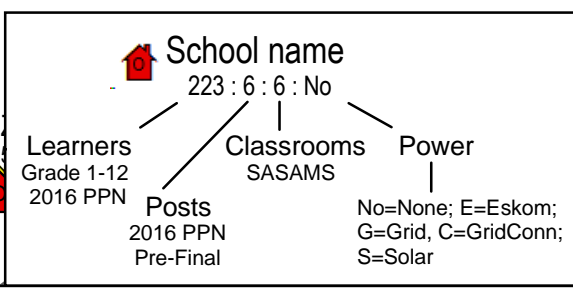 School name
223 : 6 : 6 : No
Learners
Grade 1-12
2016 PPN
Posts
2016 PPN
Pre-Final
Classrooms
SASAMS
Power
No=None; E=Eskom;
G=Grid, C=GridConn;
S=Solar